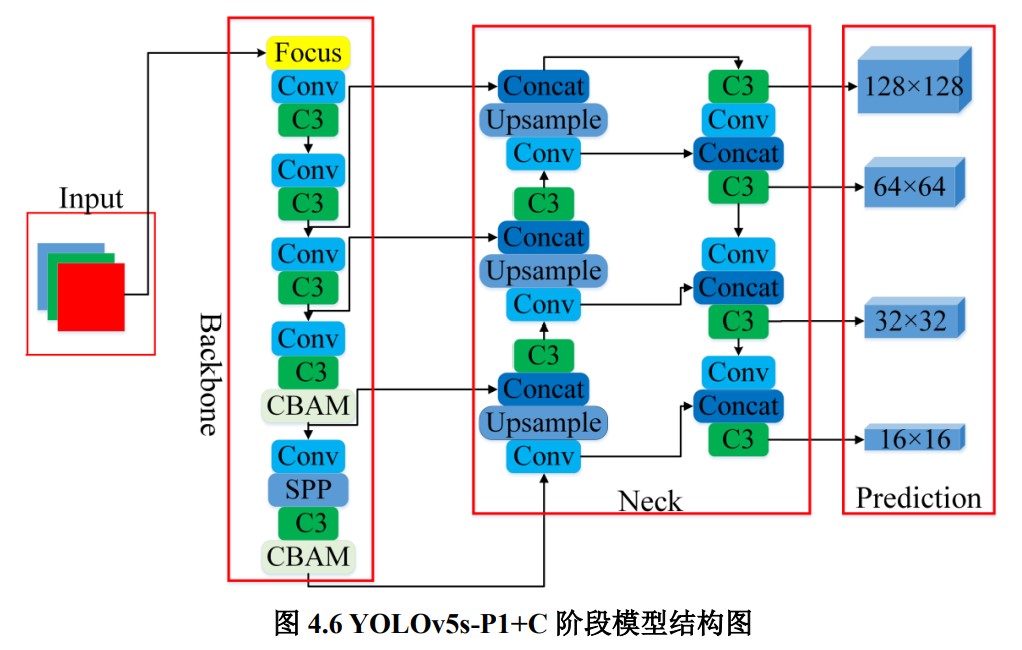 Input
Backbone
Focus
Conv
C3
Conv
C3
Conv
C3
Conv
C3
CBAM
Conv
SPP
C3
CBAM
Concat
Upsample
Conv
C3
Concat
Upsample
Conv
C3
Concat
Upsample
Conv
C3
Conv
Concat
C3
Conv
Concat
C3
Conv
Concat
C3
Neck
128×128
64×64
32×32
16×16
Prediction
图 4.6 YOLOv5s-P1+C 阶段模型结构图